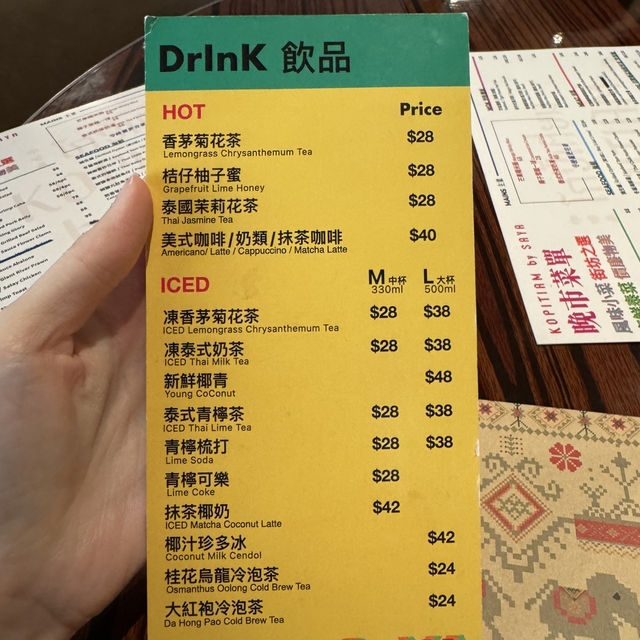 DrInK 飲品
HOT Price
香茅菊花茶 $28
Lemongrass Chrysanthemum Tea
桔仔柚子蜜 $28
Grapefruit Lime Honey
泰國茉莉花茶 $28
Thai Jasmine Tea
美式咖啡/奶類/抹茶咖啡 $40
Americano/ Latte / Cappuccino / Matcha Latte
ICED M中杯 L大杯
330ml 500ml
凍香茅菊花茶 $28 $38
ICED Lemongrass Chrysanthemum Tea
凍泰式奶茶 $28 $38
ICED Thai Milk Tea
新鮮椰青 $48
Young CoConut
泰式青檸茶 $28 $38
ICED Thai Lime Tea
青檸梳打 $28 $38
Lime Soda
青檸可樂 $28
Lime Coke
抹茶椰奶 $42
ICED Matcha Coconut Latte
椰汁珍多冰 $42
Coconut Milk Cendol
桂花烏龍冷泡茶 $24
Osmanthus Oolong Cold Brew Tea
大紅袍冷泡茶 $24
Da Hong Pao Cold Brew Tea
KOPITIAM by SAYA
晚市菜單